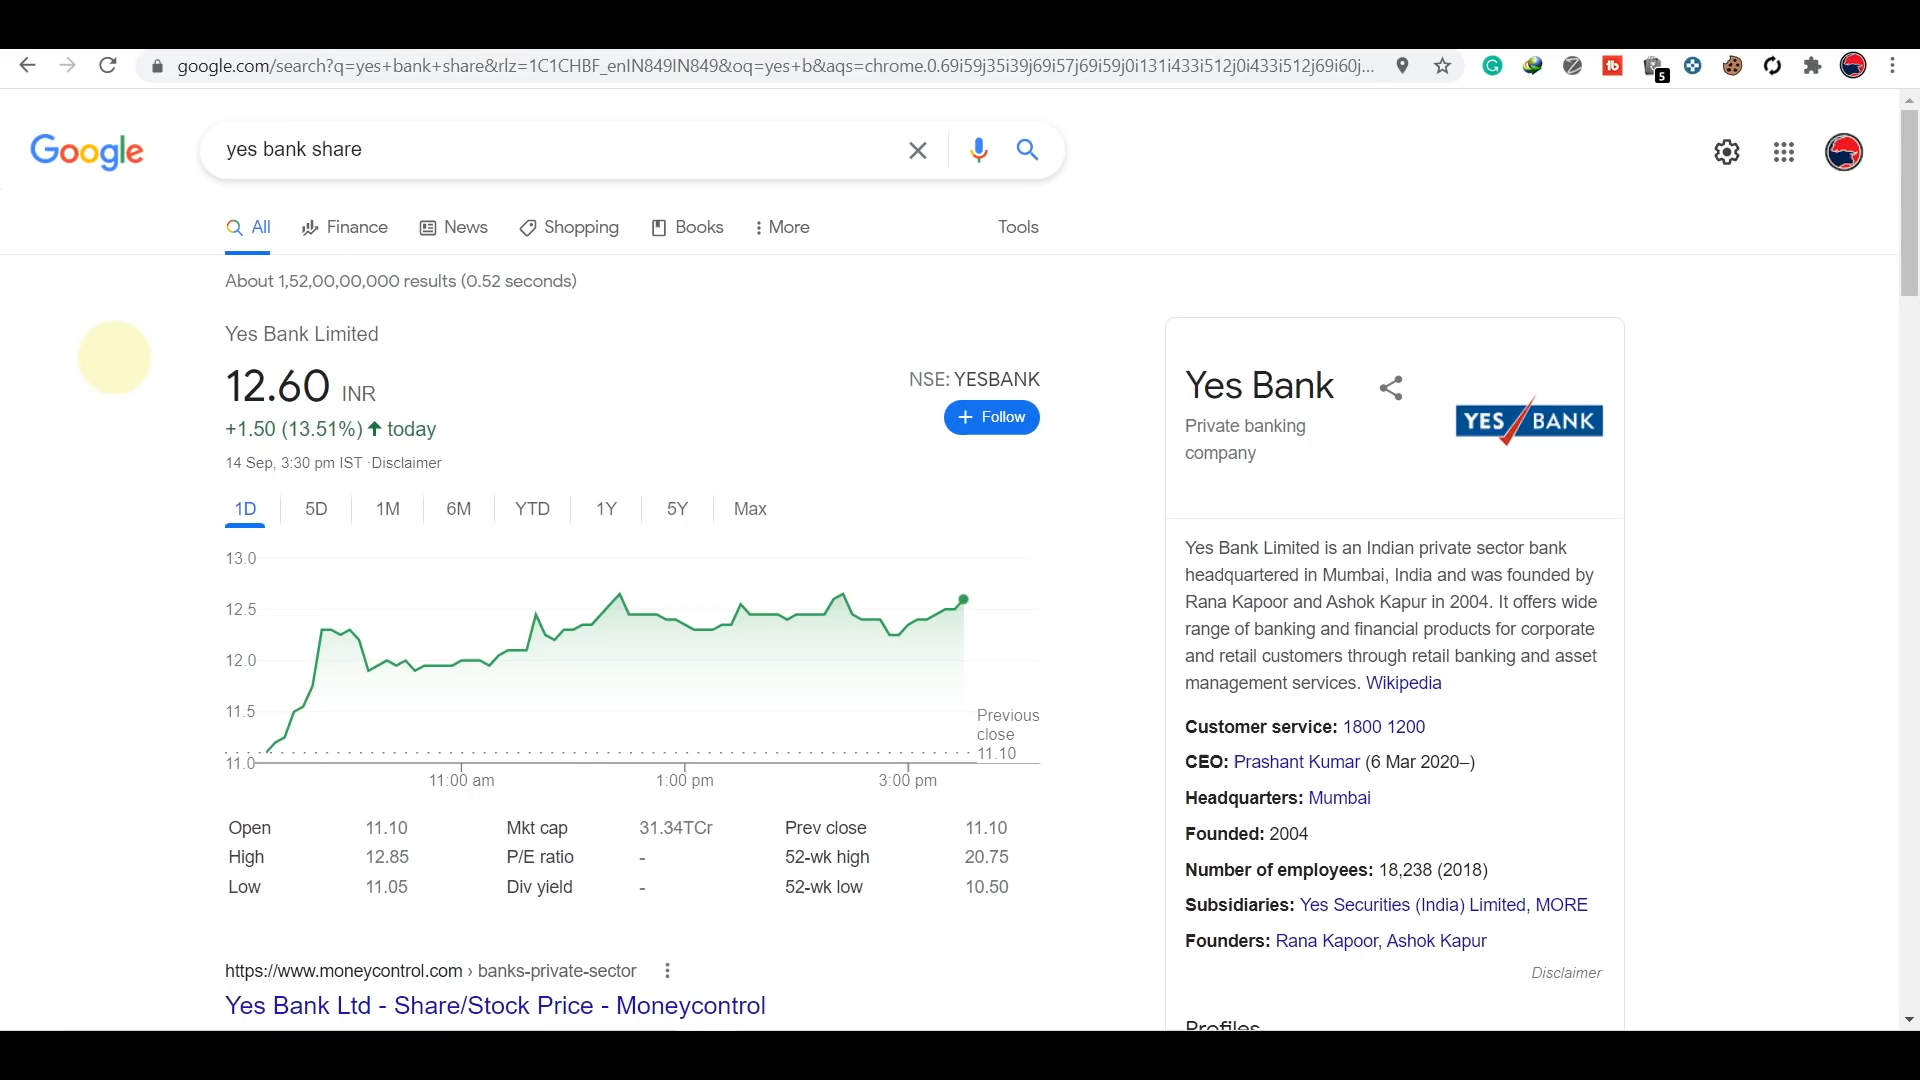 google.com/search?q=yes+bank+share&rlz=1C1CHBF_enIN849IN849&oq=yes+b&aqs=chrome.0.69i59j35i39j69i57j69i59j0i131i433i512j0i433i512j69i60j...
5
Google
yes bank share
All
Finance
News
Shopping
Books
More
Tools
About 1,52,00,00,000 results (0.52 seconds)
Yes Bank Limited
12.60 INR
NSE: YESBANK
+1.50 (13.51%) today
+ Follow
14 Sep, 3:30 pm IST ·Disclaimer
1D 5D 1M 6M YTD 1Y 5Y Max
13.0
12.5
12.0
11.5
11.0
Previous
close
11.10
11:00 am 1:00 pm 3:00 pm
Open 11.10 Mkt cap 31.34TCr Prev close 11.10
High 12.85 P/E ratio - 52-wk high 20.75
Low 11.05 Div yield - 52-wk low 10.50
https://www.moneycontrol.com › banks-private-sector
Yes Bank Ltd - Share/Stock Price - Moneycontrol
Yes Bank
Private banking
company
YES BANK
Yes Bank Limited is an Indian private sector bank
headquartered in Mumbai, India and was founded by
Rana Kapoor and Ashok Kapur in 2004. It offers wide
range of banking and financial products for corporate
and retail customers through retail banking and asset
management services. Wikipedia
Customer service: 1800 1200
CEO: Prashant Kumar (6 Mar 2020–)
Headquarters: Mumbai
Founded: 2004
Number of employees: 18,238 (2018)
Subsidiaries: Yes Securities (India) Limited, MORE
Founders: Rana Kapoor, Ashok Kapur
Disclaimer
Profiles